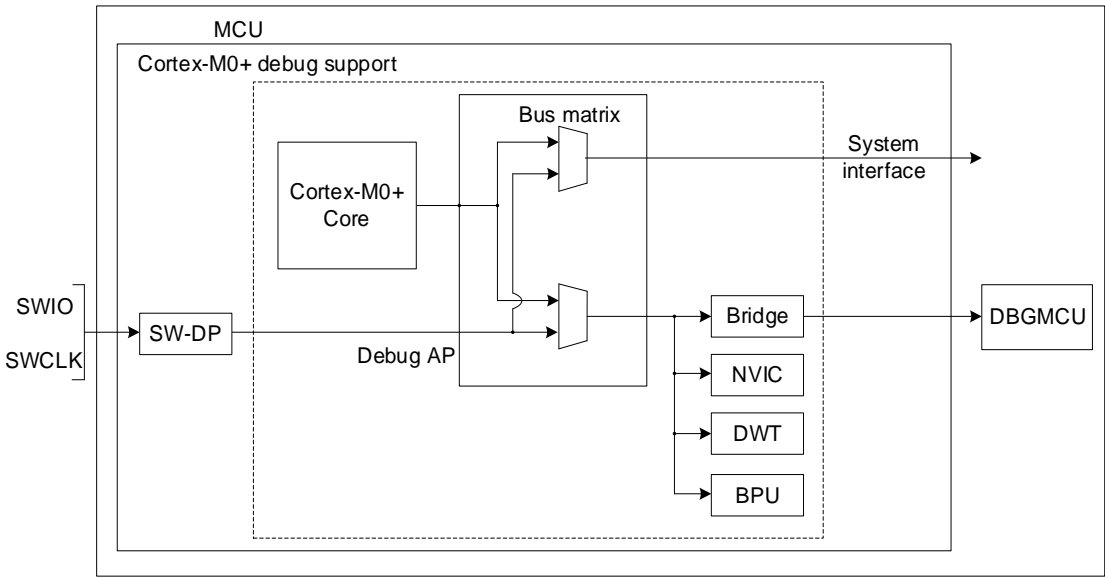 MCU
Cortex-M0+ debug support
Bus matrix
System
interface
Cortex-M0+
Core
SWIO
SWCLK
SW-DP
Debug AP
Bridge
DBGMCU
NVIC
DWT
BPU